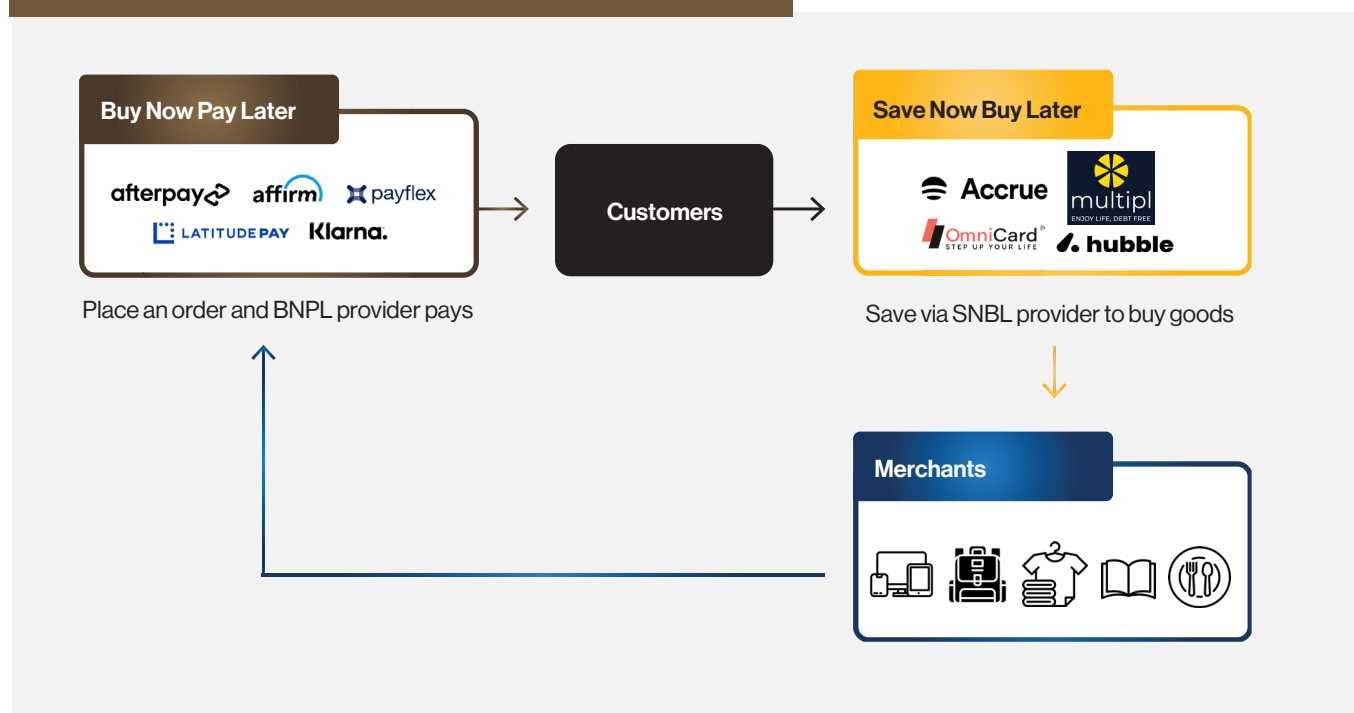 Buy Now Pay Later
afterpay
affirm
payflex
LATITUDEPAY
Klarna.
Place an order and BNPL provider pays
Customers
Save Now Buy Later
Accrue
multipl
ENJOY LIFE, DEBT FREE
OmniCard®
STEP UP YOUR LIFE
hubble
Save via SNBL provider to buy goods
Merchants